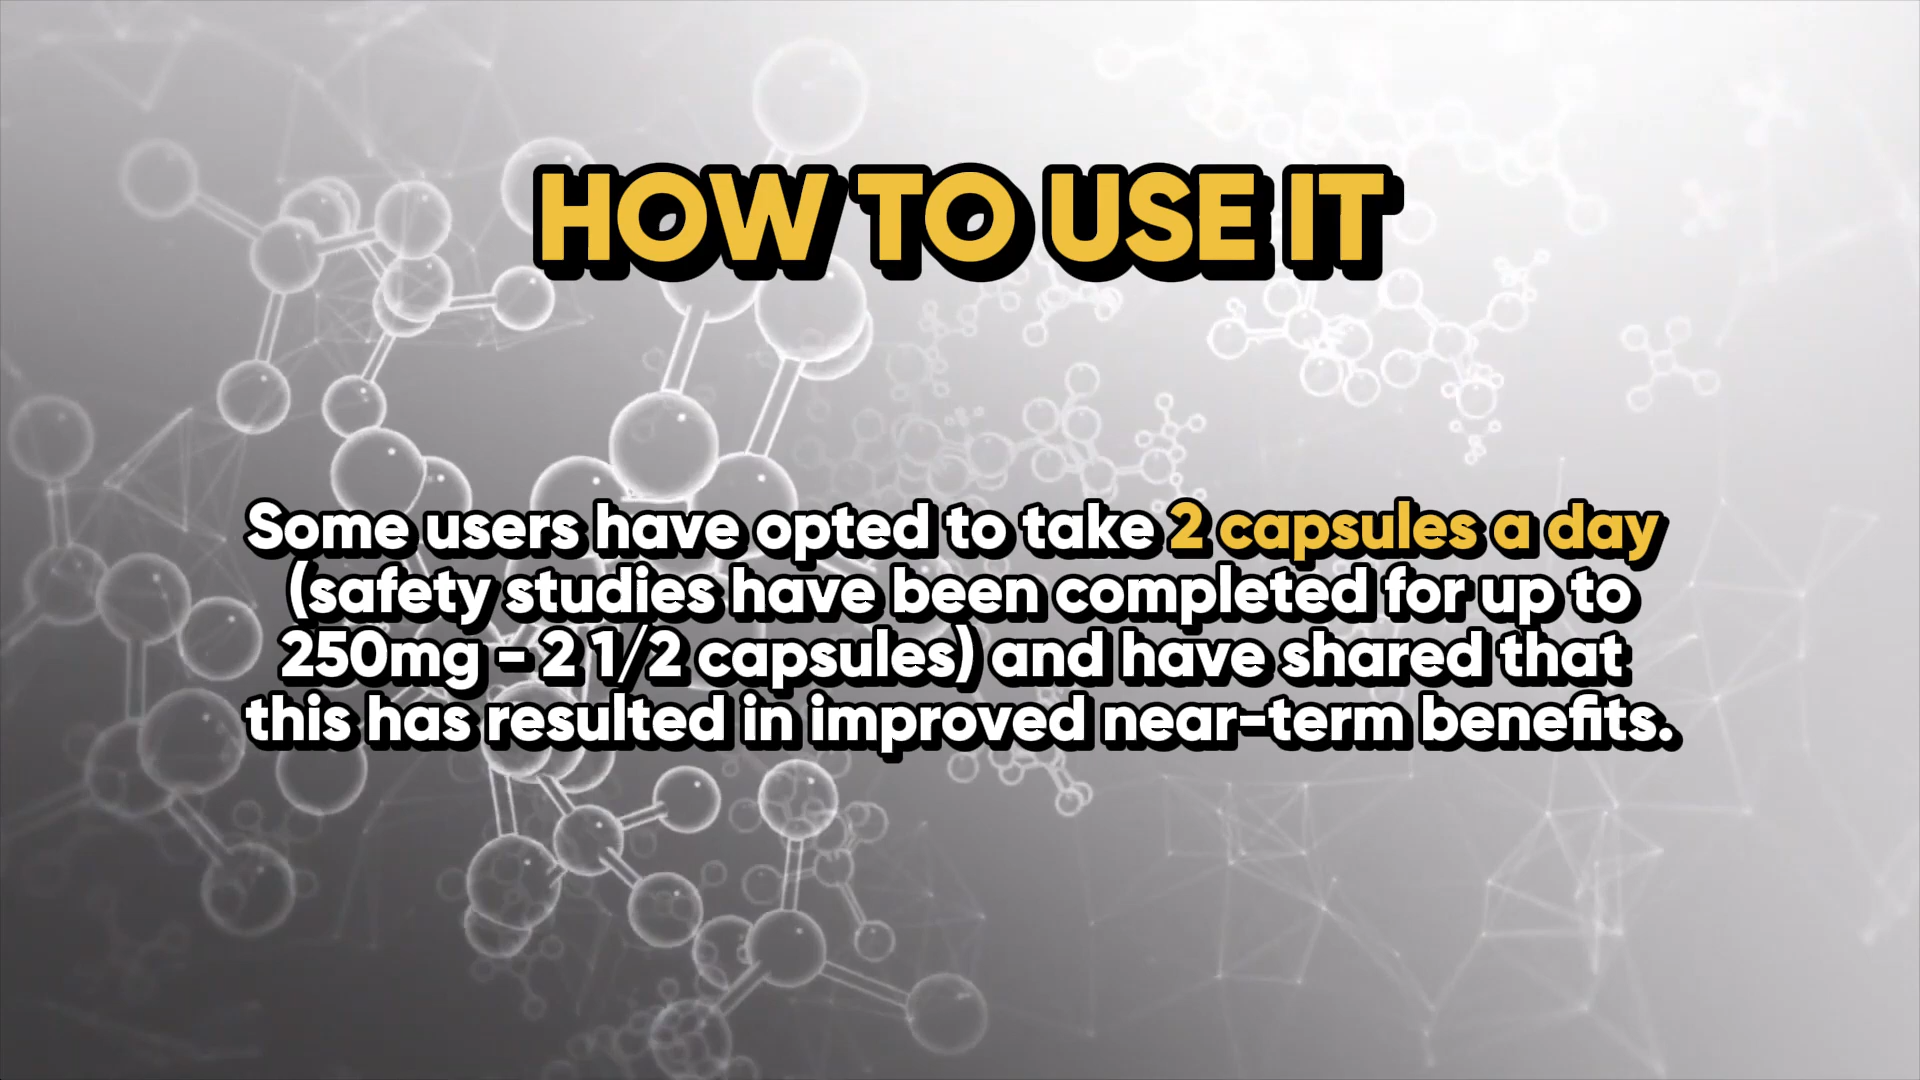 HOW TO USE IT
Some users have opted to take 2 capsules a day
(safety studies have been completed for up to
250mg - 2 1/2 capsules) and have shared that
this has resulted in improved near-term benefits.